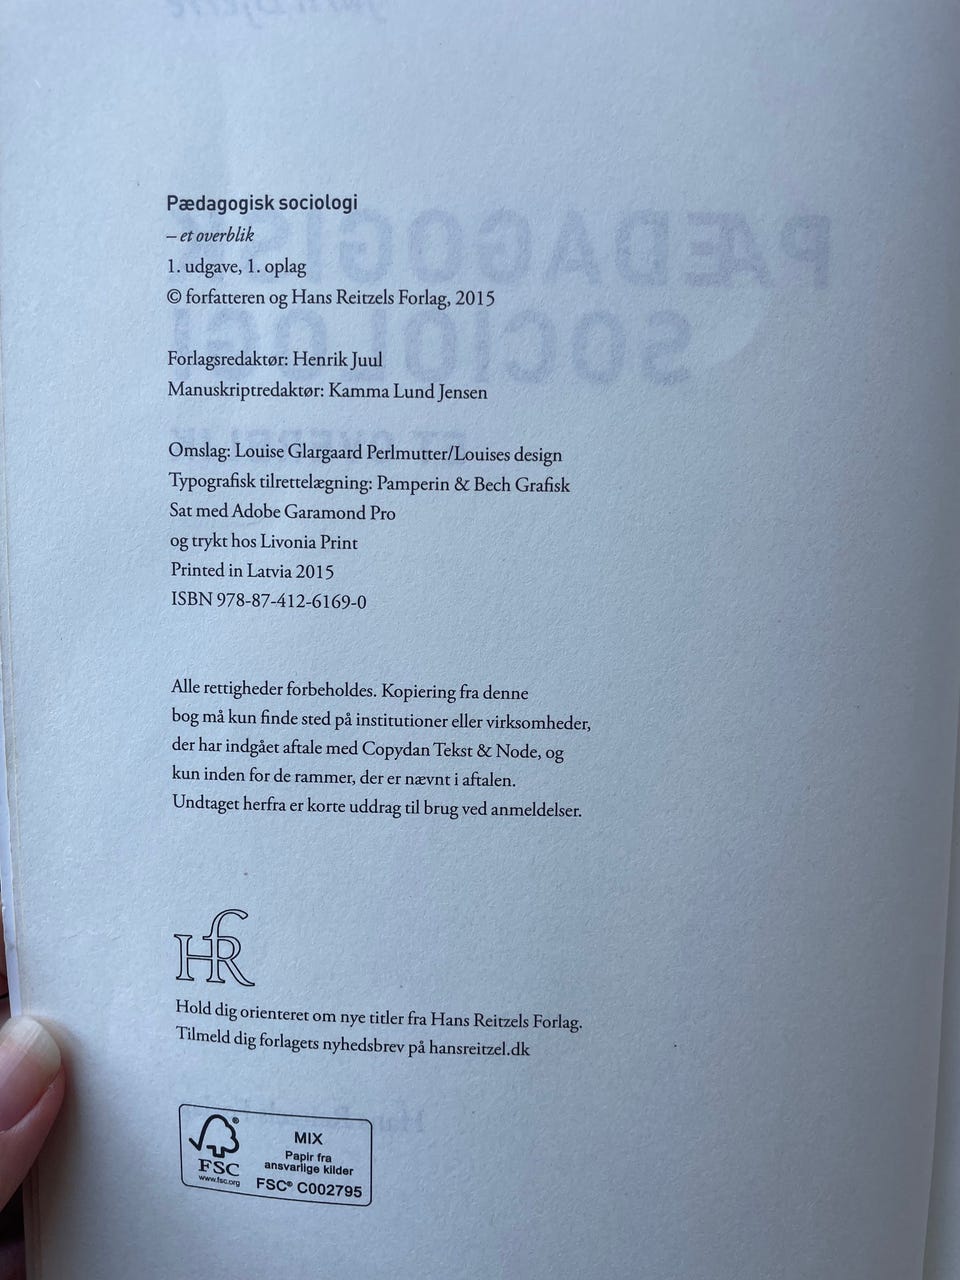 Pædagogisk sociologi
– et overblik
1. udgave, 1. oplag
© forfatteren og Hans Reitzels Forlag, 2015
Forlagsredaktør: Henrik Juul
Manuskriptredaktør: Kamma Lund Jensen
Omslag: Louise Glargaard Perlmutter/Louises design
Typografisk tilrettelægning: Pamperin & Bech Grafisk
Sat med Adobe Garamond Pro
og trykt hos Livonia Print
Printed in Latvia 2015
ISBN 978-87-412-6169-0
Alle rettigheder forbeholdes. Kopiering fra denne
bog må kun finde sted på institutioner eller virksomheder,
der har indgået aftale med Copydan Tekst & Node, og
kun inden for de rammer, der er nævnt i aftalen.
Undtaget herfra er korte uddrag til brug ved anmeldelser.
HfR
Hold dig orienteret om nye titler fra Hans Reitzels Forlag.
Tilmeld dig forlagets nyhedsbrev på hansreitzel.dk
FSC
www.fsc.org
MIX
Papir fra
ansvarlige kilder
FSC® C002795
PÆDAGOGISK
SOCIOLOGI
ET OVERBLIK